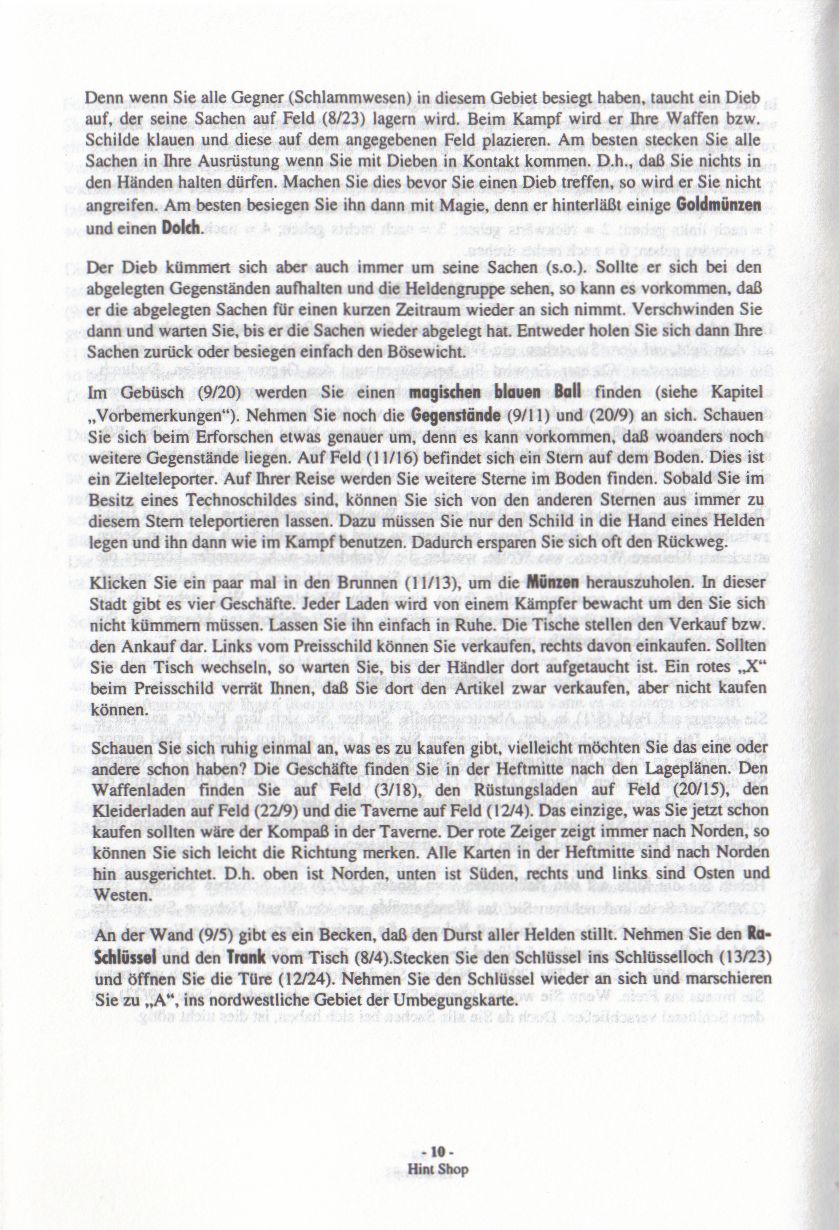 Denn wenn Sie alle Gegner (Schlammwesen) in diesem Gebiet besiegt haben, taucht ein Dieb
auf, der seine Sachen auf Feld (8/23) lagern wird. Beim Kampf wird er Ihre Waffen bzw.
Schilde klauen und diese auf dem angegebenen Feld plazieren. Am besten stecken Sie alle
Sachen in Ihre Ausrüstung wenn Sie mit Dieben in Kontakt kommen. D.h., daß Sie nichts in
den Händen halten dürfen. Machen Sie dies bevor Sie einen Dieb treffen, so wird er Sie nicht
angreifen. Am besten besiegen Sie ihn dann mit Magie, denn er hinterläßt einige Goldmünzen
und einen Dolch.
Der Dieb kümmert sich aber auch immer um seine Sachen (s.o.). Sollte er sich bei den
abgelegten Gegenständen aufhalten und die Heldengruppe sehen, so kann es vorkommen, daß
er die abgelegten Sachen für einen kurzen Zeitraum wieder an sich nimmt. Verschwinden Sie
dann und warten Sie, bis er die Sachen wieder abgelegt hat. Entweder holen Sie sich dann Ihre
Sachen zurück oder besiegen einfach den Bösewicht.
Im Gebüsch (9/20) werden Sie einen magischen blauen Ball finden (siehe Kapitel
„Vorbemerkungen“). Nehmen Sie noch die Gegenstände (9/11) und (20/9) an sich. Schauen
Sie sich beim Erforschen etwas genauer um, denn es kann vorkommen, daß woanders noch
weitere Gegenstände liegen. Auf Feld (11/16) befindet sich ein Stern auf dem Boden. Dies ist
ein Zielteleporter. Auf Ihrer Reise werden Sie weitere Sterne im Boden finden. Sobald Sie im
Besitz eines Technoschildes sind, können Sie sich von den anderen Sternen aus immer zu
diesem Stern teleportieren lassen. Dazu müssen Sie nur den Schild in die Hand eines Helden
legen und ihn dann wie im Kampf benutzen. Dadurch ersparen Sie sich oft den Rückweg.
Klicken Sie ein paar mal in den Brunnen (11/13), um die Münzen herauszuholen. In dieser
Stadt gibt es vier Geschäfte. Jeder Laden wird von einem Kämpfer bewacht um den Sie sich
nicht kümmern müssen. Lassen Sie ihn einfach in Ruhe. Die Tische stellen den Verkauf bzw.
den Ankauf dar. Links vom Preisschild können Sie verkaufen, rechts davon einkaufen. Sollten
Sie den Tisch wechseln, so warten Sie, bis der Händler dort aufgetaucht ist. Ein rotes „X“
beim Preisschild verrät Ihnen, daß Sie dort den Artikel zwar verkaufen, aber nicht kaufen
können.
Schauen Sie sich ruhig einmal an, was es zu kaufen gibt, vielleicht möchten Sie das eine oder
andere schon haben? Die Geschäfte finden Sie in der Heftmitte nach den Lageplänen. Den
Waffenladen finden Sie auf Feld (3/18), den Rüstungsladen auf Feld (20/15), den
Kleiderladen auf Feld (22/9) und die Taverne auf Feld (12/4). Das einzige, was Sie jetzt schon
kaufen sollten wäre der Kompaß in der Taverne. Der rote Zeiger zeigt immer nach Norden, so
können Sie sich leicht die Richtung merken. Alle Karten in der Heftmitte sind nach Norden
hin ausgerichtet. D.h. oben ist Norden, unten ist Süden, rechts und links sind Osten und
Westen.
An der Wand (9/5) gibt es ein Becken, daß den Durst aller Helden stillt. Nehmen Sie den Ra-
Schlüssel und den Trank vom Tisch (8/4).Stecken Sie den Schlüssel ins Schlüsselloch (13/23)
und öffnen Sie die Türe (12/24). Nehmen Sie den Schlüssel wieder an sich und marschieren
Sie zu „A“, ins nordwestliche Gebiet der Umbegungskarte.
- 10 -
Hint Shop